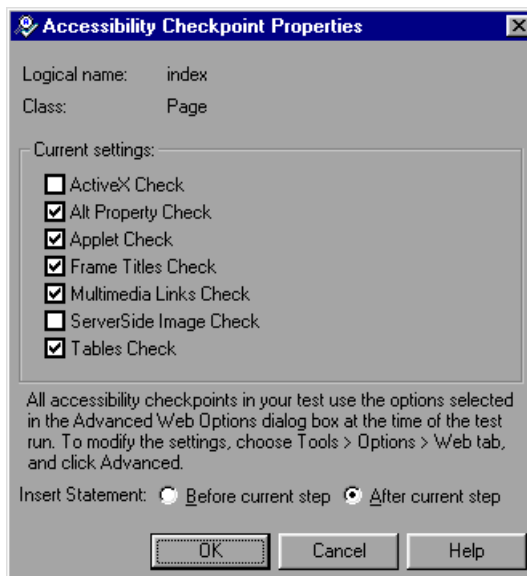 Accessibility Checkpoint Properties
Logical name: index
Class: Page
Current settings:
ActiveX Check
Alt Property Check
Applet Check
Frame Titles Check
Multimedia Links Check
ServerSide Image Check
Tables Check
All accessibility checkpoints in your test use the options selected
in the Advanced Web Options dialog box at the time of the test
run. To modify the settings, choose Tools > Options > Web tab,
and click Advanced.
Insert Statement: Before current step After current step
OK Cancel Help